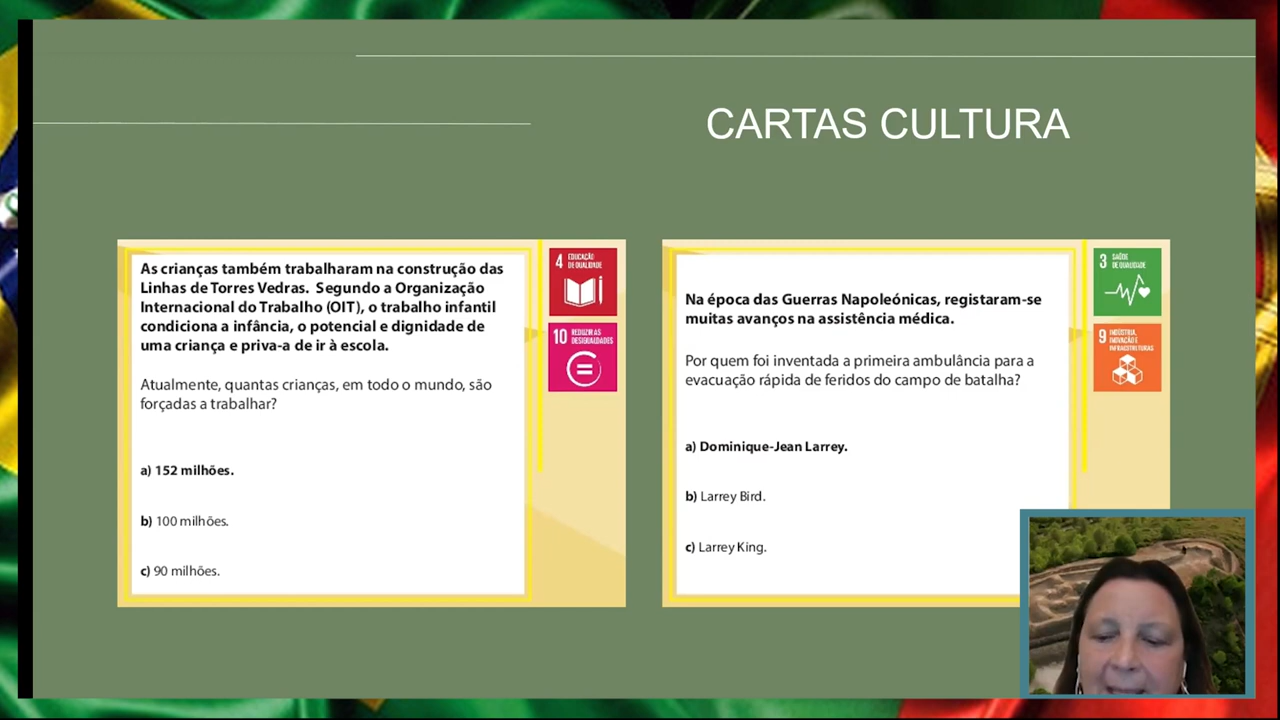 CARTAS CULTURA
As crianças também trabalharam na construção das
Linhas de Torres Vedras. Segundo a Organização
Internacional do Trabalho (OIT), o trabalho infantil
condiciona a infância, o potencial e dignidade de
uma criança e priva-a de ir à escola.
Atualmente, quantas crianças, em todo o mundo, são
forçadas a trabalhar?
a) 152 milhões.
b) 100 milhões.
c) 90 milhões.
4 EDUCAÇÃO
DE QUALIDADE
10 REDUZIR AS
DESIGUALDADES
Na época das Guerras Napoleónicas, registaram-se
muitas avanços na assistência médica.
Por quem foi inventada a primeira ambulância para a
evacuação rápida de feridos do campo de batalha?
a) Dominique-Jean Larrey.
b) Larrey Bird.
c) Larrey King.
3 SAÚDE
DE QUALIDADE
9 INDÚSTRIA,
INOVAÇÃO E
INFRAESTRUTURAS